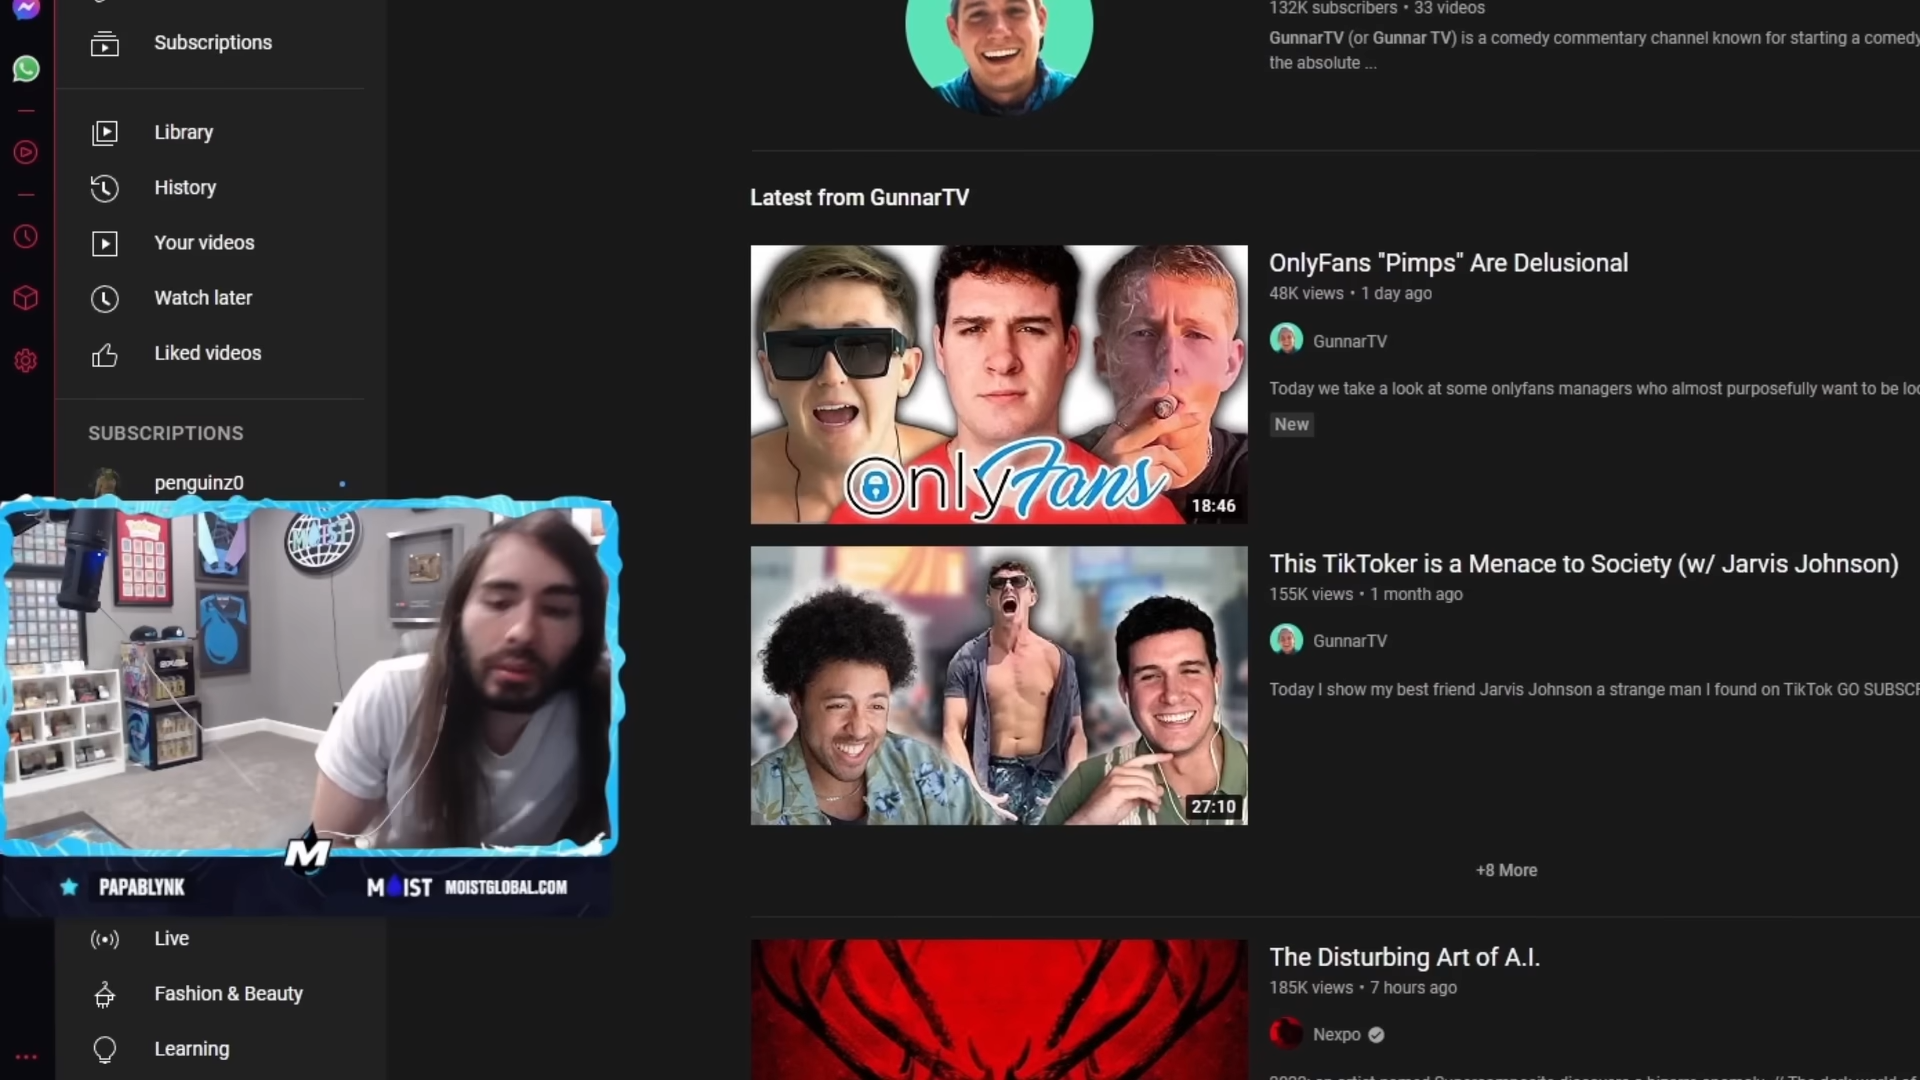 132K subscribers • 33 videos
GunnarTV (or Gunnar TV) is a comedy commentary channel known for starting a comedy
the absolute ...
Subscriptions
Library
History
Your videos
Watch later
Liked videos
SUBSCRIPTIONS
penguinz0
Latest from GunnarTV
OnlyFans
18:46
OnlyFans "Pimps" Are Delusional
48K views • 1 day ago
GunnarTV
Today we take a look at some onlyfans managers who almost purposefully want to be
New
27:10
This TikToker is a Menace to Society (w/ Jarvis Johnson)
155K views • 1 month ago
GunnarTV
Today I show my best friend Jarvis Johnson a strange man I found on TikTok GO
+8 More
MOIST
M
PAPABLYNK
MOIST
MOISTGLOBAL.COM
Live
Fashion & Beauty
Learning
The Disturbing Art of A.I.
185K views • 7 hours ago
Nexpo